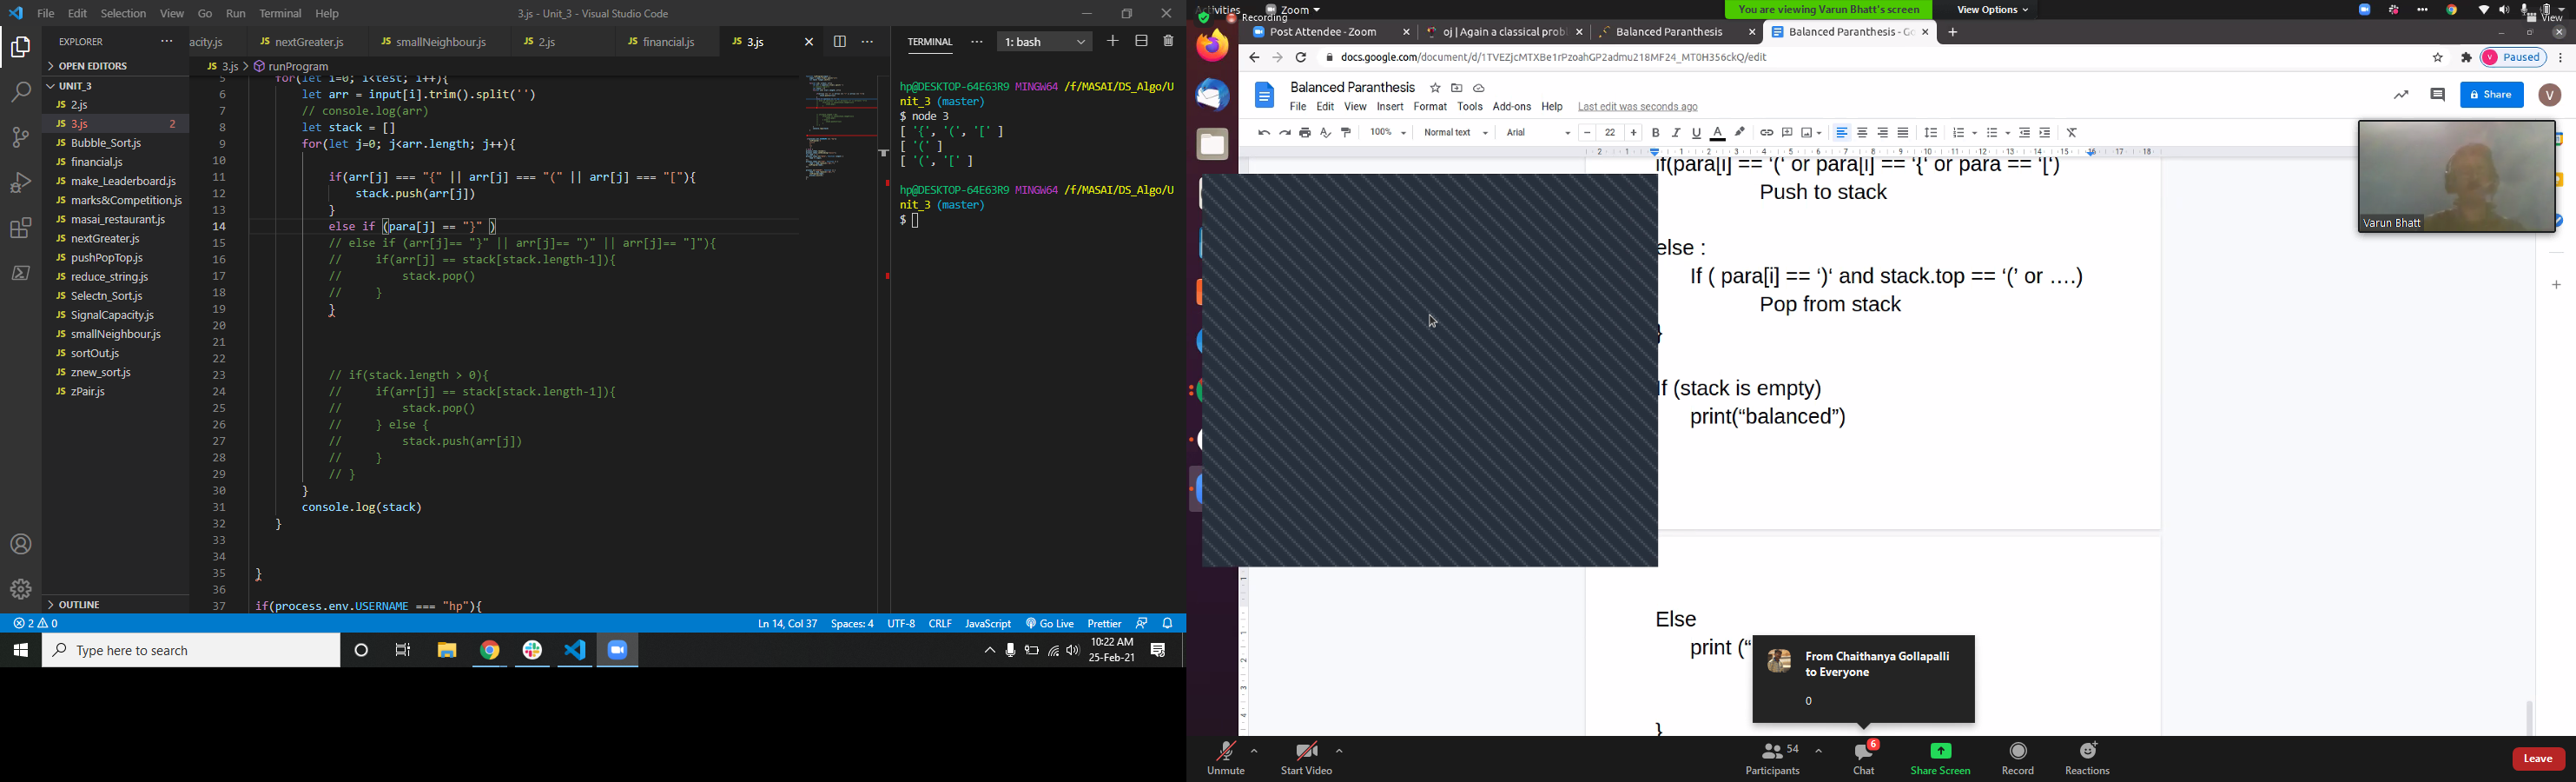 File Edit Selection View Go Run Terminal Help
3.js - Unit_3 - Visual Studio Code
EXPLORER
OPEN EDITORS
UNIT_3
JS 2.js
JS 3.js 2
JS Bubble_Sort.js
JS financial.js
JS make_Leaderboard.js
JS marks&Competition.js
JS masai_restaurant.js
JS nextGreater.js
JS pushPopTop.js
JS reduce_string.js
JS Selectn_Sort.js
JS SignalCapacity.js
JS smallNeighbour.js
JS sortOut.js
JS znew_sort.js
JS zPair.js
OUTLINE
acity.js JS nextGreater.js JS smallNeighbour.js JS 2.js JS financial.js JS 3.js
JS 3.js > runProgram
5 for(let i=0; i<test; i++){
6 let arr = input[i].trim().split('')
7 // console.log(arr)
8 let stack = []
9 for(let j=0; j<arr.length; j++){
10
11 if(arr[j] === "{" || arr[j] === "(" || arr[j] === "["){
12 stack.push(arr[j])
13 }
14 else if (para[j] == "}" )
15 // else if (arr[j]== "}" || arr[j]== ")" || arr[j]== "]"){
16 // if(arr[j] == stack[stack.length-1]){
17 // stack.pop()
18 // }
19 }
20
21
22
23 // if(stack.length > 0){
24 // if(arr[j] == stack[stack.length-1]){
25 // stack.pop()
26 // } else {
27 // stack.push(arr[j])
28 // }
29 // }
30 }
31 console.log(stack)
32 }
33
34
35 }
36
37 if(process.env.USERNAME === "hp"){
TERMINAL 1: bash
hp@DESKTOP-64E63R9 MINGW64 /f/MASAI/DS_Algo/U
nit_3 (master)
$ node 3
[ '{', '(', '[' ]
[ '(' ]
[ '(', '[' ]
hp@DESKTOP-64E63R9 MINGW64 /f/MASAI/DS_Algo/U
nit_3 (master)
$
2 0 Ln 14, Col 37 Spaces: 4 UTF-8 CRLF JavaScript Go Live Prettier
Type here to search
10:22 AM
25-Feb-21
Zoom
Recording
You are viewing Varun Bhatt's screen
View Options
View
Post Attendee - Zoom
oj | Again a classical probl
Balanced Paranthesis
Balanced Paranthesis - Go
docs.google.com/document/d/1TVEZjcMTXBe1rPzoahGP2admu218MF24_MT0H356ckQ/edit
Paused
Balanced Paranthesis
File Edit View Insert Format Tools Add-ons Help Last edit was seconds ago
Share
V
100% Normal text Arial 22
if(para[i] == ‘(‘ or para[i] == ‘{‘ or para == ‘[‘)
Push to stack
else :
If ( para[i] == ‘)‘ and stack.top == ‘(’ or ….)
Pop from stack
}
If (stack is empty)
print(“balanced”)
Else
print (“
}
Varun Bhatt
From Chaithanya Gollapalli
to Everyone
0
Unmute
Start Video
54
Participants
6
Chat
Share Screen
Record
Reactions
Leave